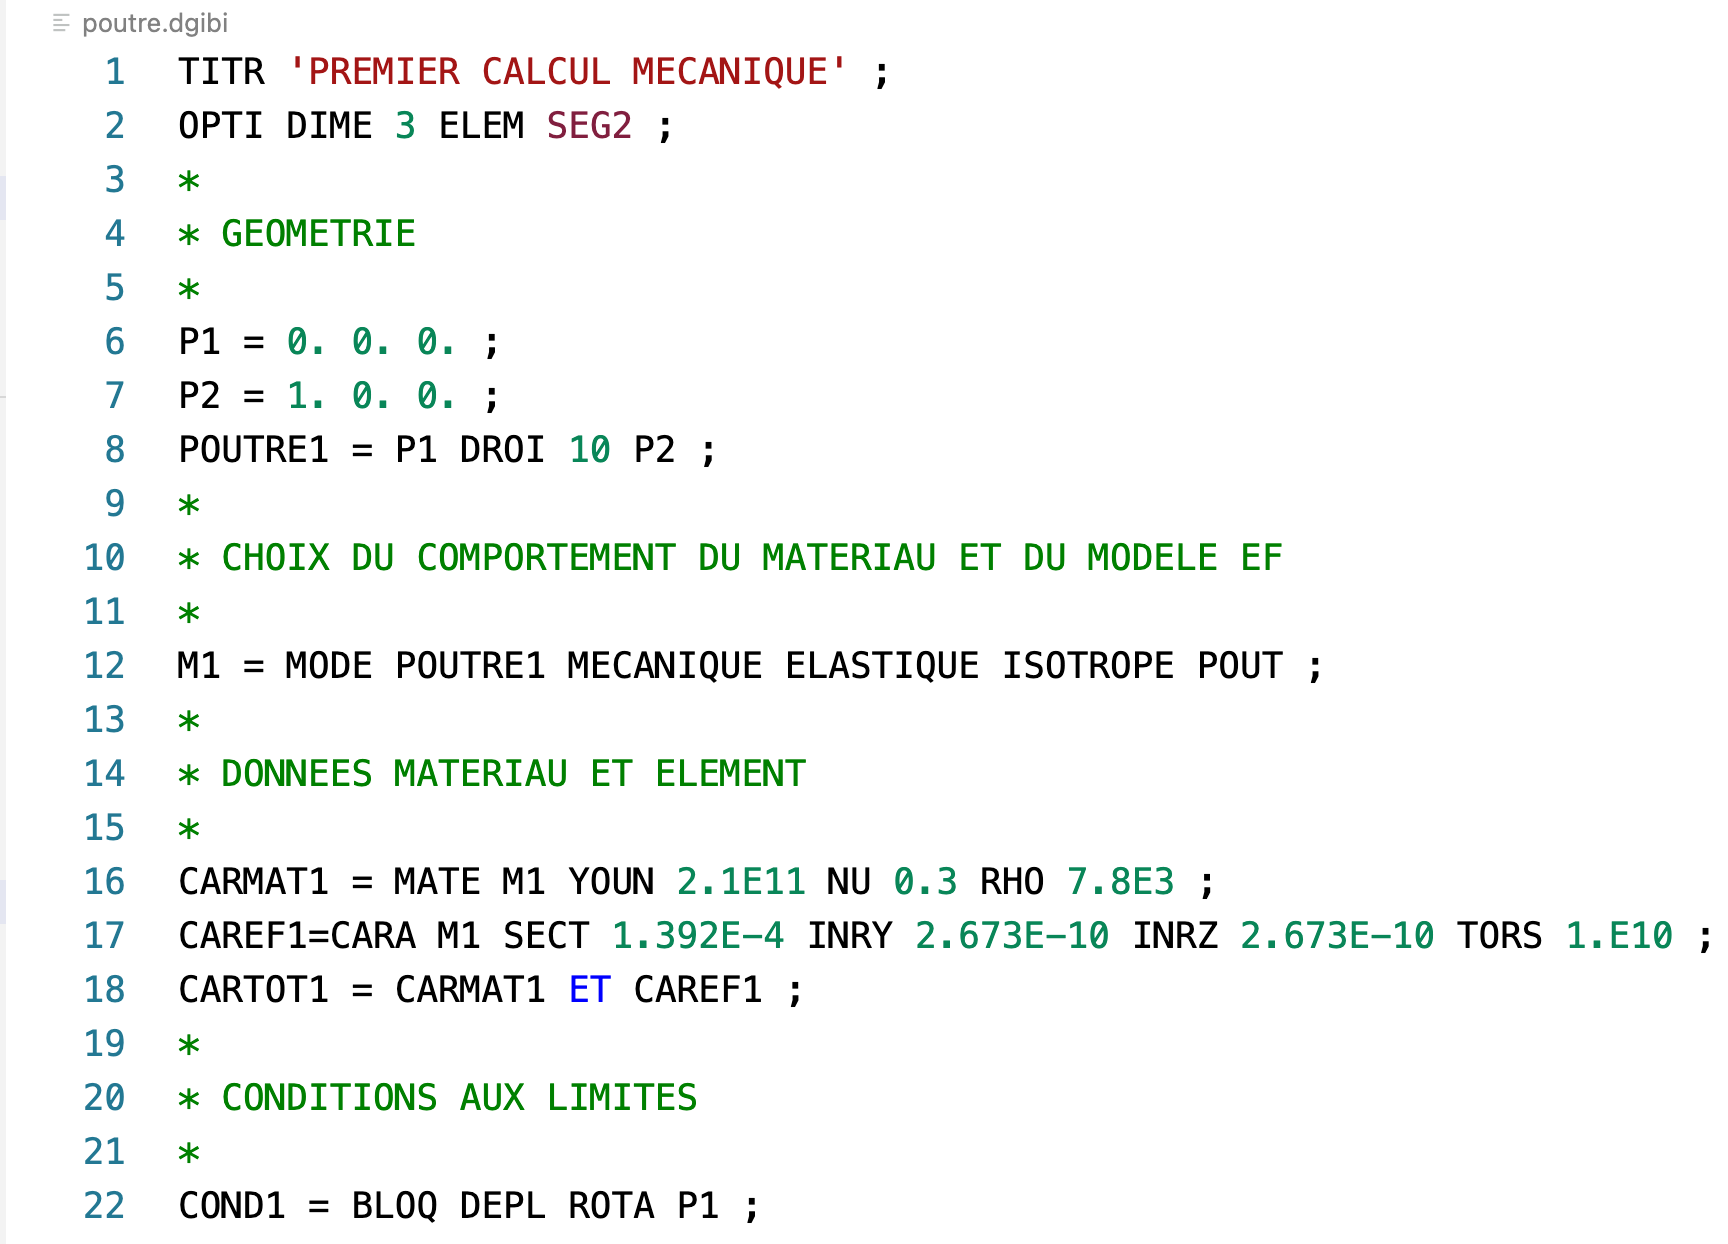 poutre.dgibi
1 TITR 'PREMIER CALCUL MECANIQUE' ;
2 OPTI DIME 3 ELEM SEG2 ;
3 *
4 * GEOMETRIE
5 *
6 P1 = 0. 0. 0. ;
7 P2 = 1. 0. 0. ;
8 POUTRE1 = P1 DROI 10 P2 ;
9 *
10 * CHOIX DU COMPORTEMENT DU MATERIAU ET DU MODELE EF
11 *
12 M1 = MODE POUTRE1 MECANIQUE ELASTIQUE ISOTROPE POUT ;
13 *
14 * DONNEES MATERIAU ET ELEMENT
15 *
16 CARMAT1 = MATE M1 YOUN 2.1E11 NU 0.3 RHO 7.8E3 ;
17 CAREF1=CARA M1 SECT 1.392E-4 INRY 2.673E-10 INRZ 2.673E-10 TORS 1.E10 ;
18 CARTOT1 = CARMAT1 ET CAREF1 ;
19 *
20 * CONDITIONS AUX LIMITES
21 *
22 COND1 = BLOQ DEPL ROTA P1 ;